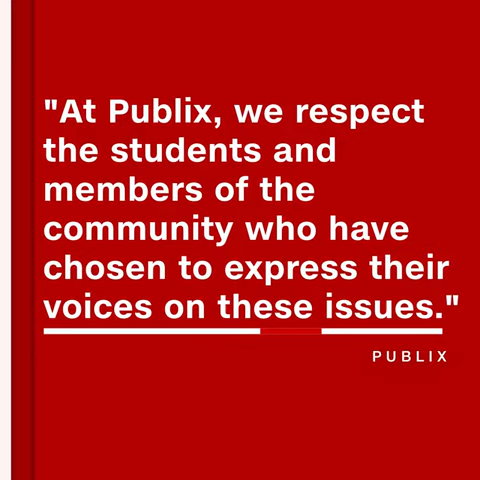 "At Publix, we respect
the students and
members of the
community who have
chosen to express their
voices on these issues."
PUBLIX